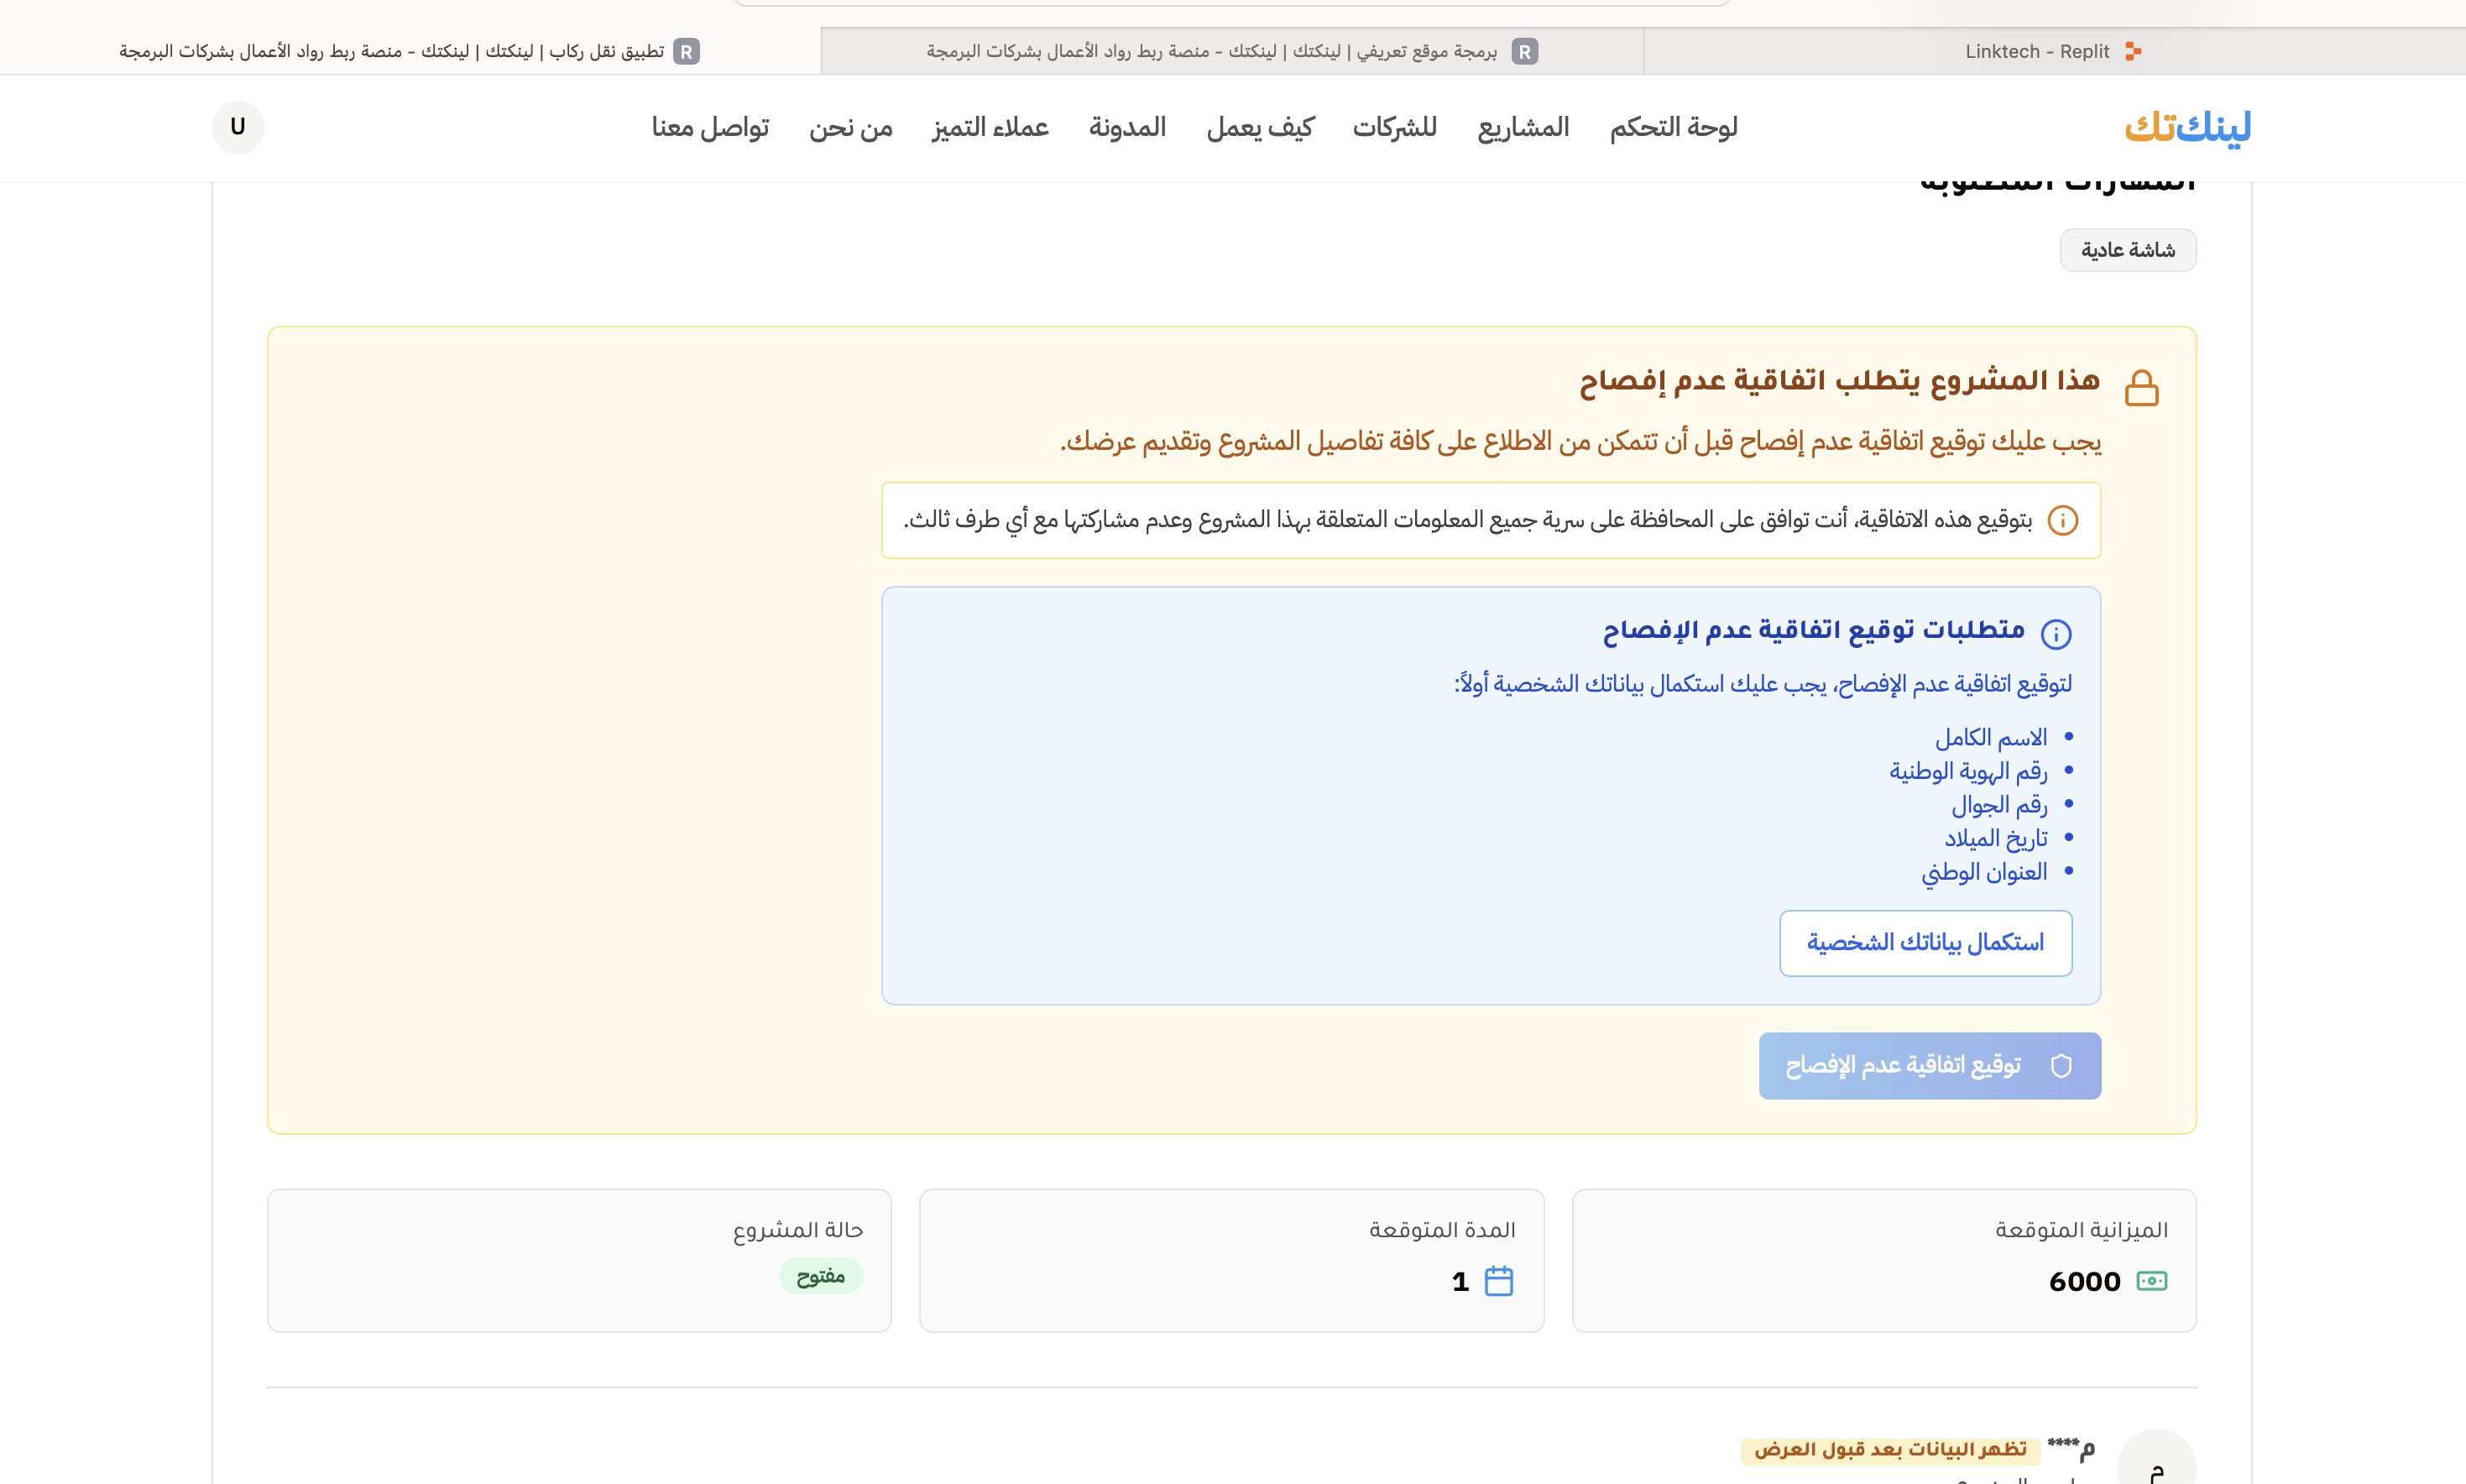 Linktech - Replit
R برمجة موقع تعريفي | لينكتك | لينكتك - منصة ربط رواد الأعمال بشركات البرمجة
R تطبيق نقل ركاب | لينكتك | لينكتك - منصة ربط رواد الأعمال بشركات البرمجة
لينكتك
لوحة التحكم المشاريع للشركات كيف يعمل المدونة عملاء التميز من نحن تواصل معنا
U
المهارات المطلوبة
شاشة عادية
هذا المشروع يتطلب اتفاقية عدم إفصاح
يجب عليك توقيع اتفاقية عدم إفصاح قبل أن تتمكن من الاطلاع على كافة تفاصيل المشروع وتقديم عرضك.
بتوقيع هذه الاتفاقية، أنت توافق على المحافظة على سرية جميع المعلومات المتعلقة بهذا المشروع وعدم مشاركتها مع أي طرف ثالث.
متطلبات توقيع اتفاقية عدم الإفصاح
لتوقيع اتفاقية عدم الإفصاح، يجب عليك استكمال بياناتك الشخصية أولاً:
• الاسم الكامل
• رقم الهوية الوطنية
• رقم الجوال
• تاريخ الميلاد
• العنوان الوطني
استكمال بياناتك الشخصية
توقيع اتفاقية عدم الإفصاح
الميزانية المتوقعة
6000
المدة المتوقعة
1
حالة المشروع
مفتوح
م
م**** تظهر البيانات بعد قبول العرض